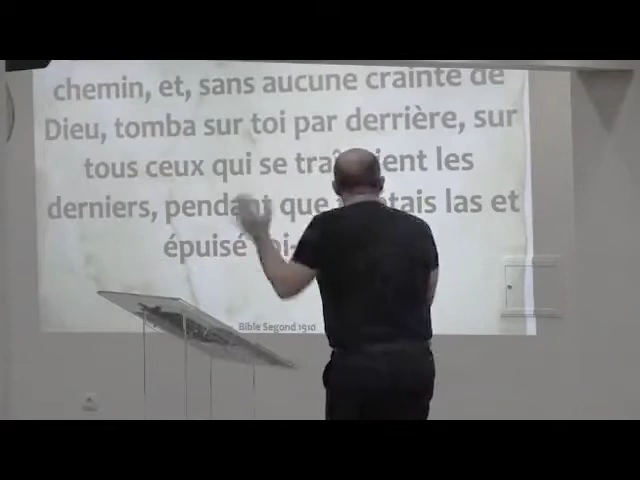 chemin, et, sans aucune crainte de
Dieu, tomba sur toi par derrière, sur
tous ceux qui se les
derniers, que las et
épuisé
Bible Segond 1910